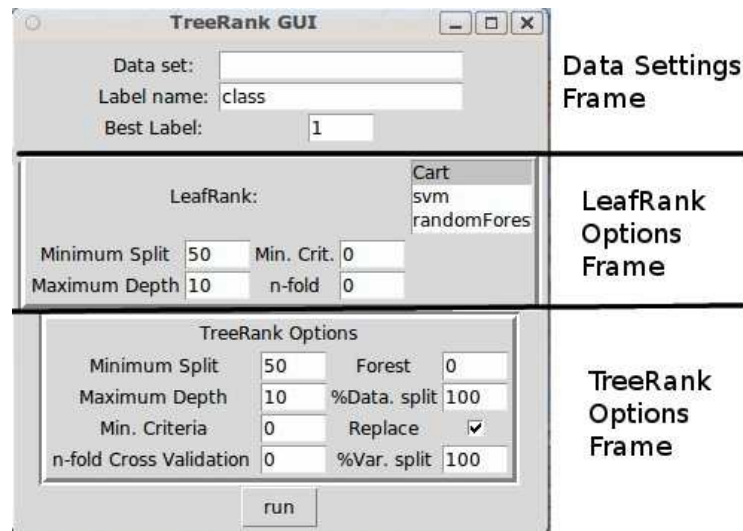 TreeRank GUI
Data set:
Label name: class
Best Label: 1
Data Settings
Frame
LeafRank:
Cart
svm
randomFores
Minimum Split 50 Min. Crit. 0
Maximum Depth 10 n-fold 0
LeafRank
Options
Frame
TreeRank Options
Minimum Split 50 Forest 0
Maximum Depth 10 %Data. split 100
Min. Criteria 0 Replace
n-fold Cross Validation 0 %Var. split 100
TreeRank
Options
Frame
run